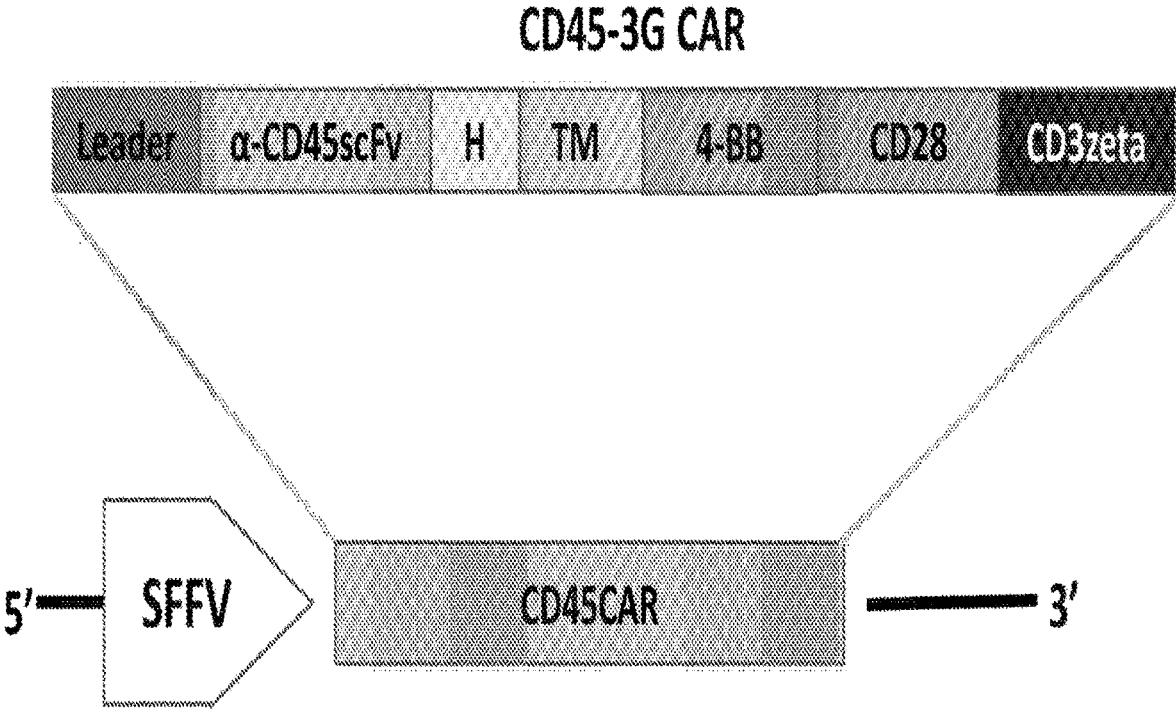 CD45-3G CAR
Leader α-CD45scFv H TM 4-BB CD28 CD3zeta
5′ SFFV CD45CAR 3′